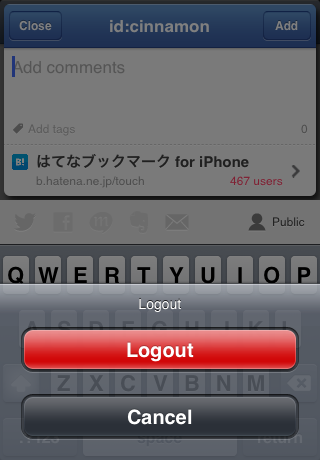 Close id:cinnamon Add
Add comments
Add tags 0
B! はてなブックマーク for iPhone
b.hatena.ne.jp/touch 467 users
Public
Q W E R T Y U I O P
Logout
A S D F G H J K L
Logout
Z X C V B N M
Cancel
.?123 space return